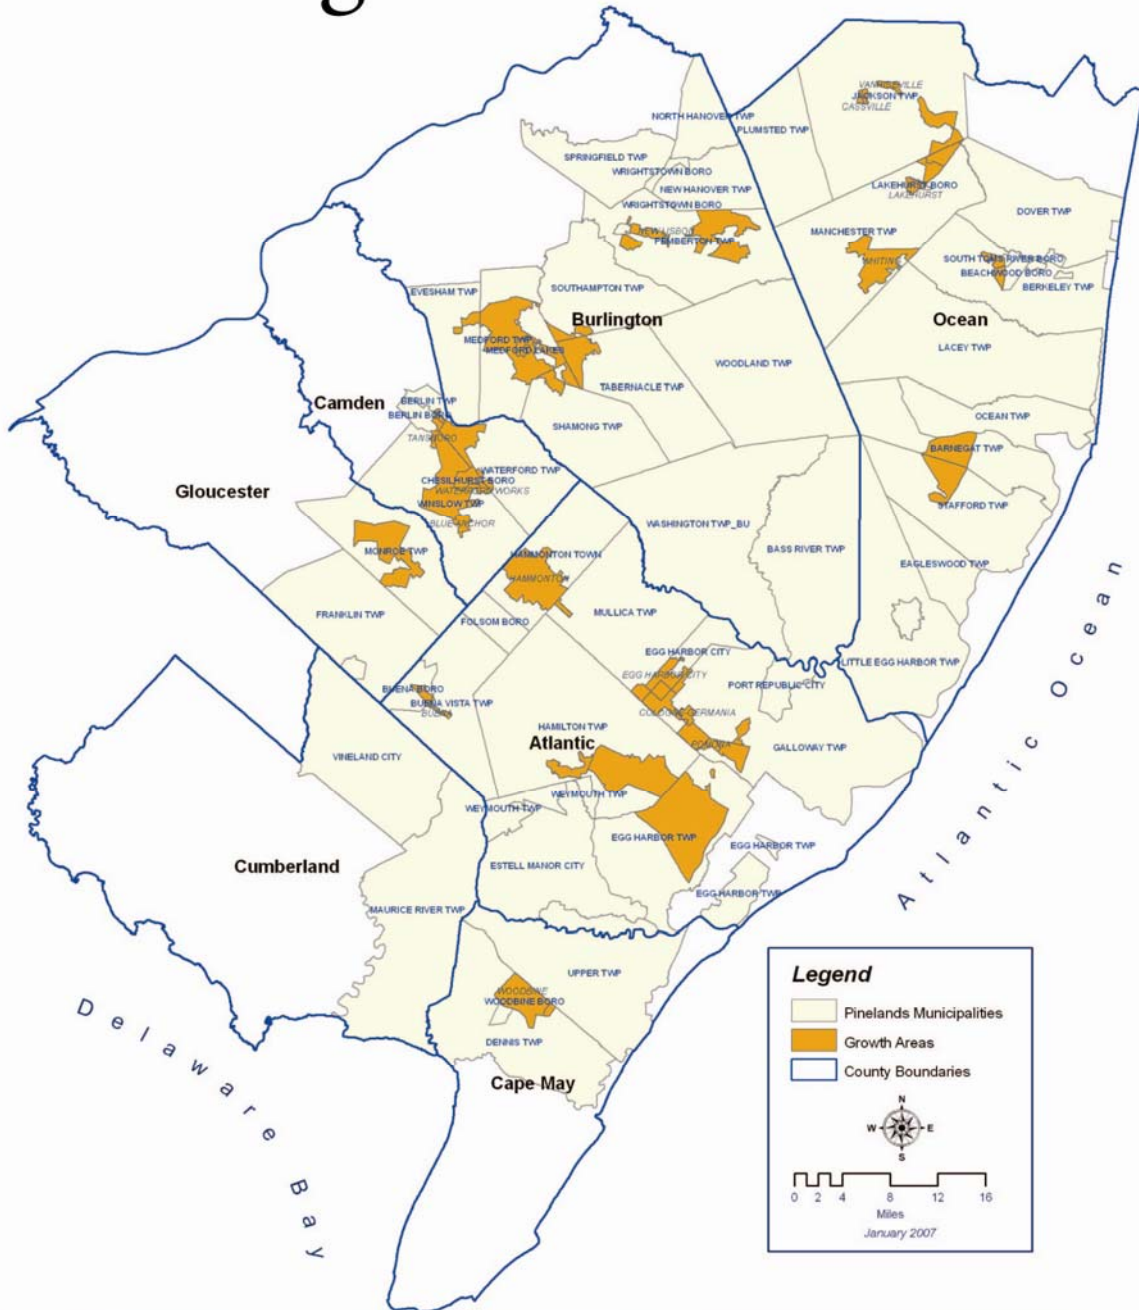 g
VANHISEVILLE
JACKSON TWP
CASSVILLE
NORTH HANOVER TWP
PLUMSTED TWP
SPRINGFIELD TWP
WRIGHTSTOWN BORO
NEW HANOVER TWP
LAKEHURST BORO
LAKEHURST
WRIGHTSTOWN BORO
DOVER TWP
NEW LISBON
PEMBERTON TWP
MANCHESTER TWP
WHITING
SOUTH TOMS RIVER BORO
BEACHWOOD BORO
BERKELEY TWP
EVESHAM TWP
SOUTHAMPTON TWP
Burlington
Ocean
MEDFORD TWP
MEDFORD LAKES
LACEY TWP
WOODLAND TWP
TABERNACLE TWP
Camden
BERLIN TWP
BERLIN BORO
OCEAN TWP
SHAMONG TWP
TANSBORO
BARNEGAT TWP
WATERFORD TWP
CHESILHURST BORO
WATERFORD WORKS
Gloucester
WINSLOW TWP
STAFFORD TWP
BLUE ANCHOR
WASHINGTON TWP_BU
BASS RIVER TWP
MONROE TWP
HAMMONTON TOWN
EAGLESWOOD TWP
HAMMONTON
FRANKLIN TWP
MULLICA TWP
FOLSOM BORO
EGG HARBOR CITY
LITTLE EGG HARBOR TWP
EGG HARBOR CITY
PORT REPUBLIC CITY
BUENA BORO
BUENA VISTA TWP
BUENA
COLOGNE-GERMANIA
HAMILTON TWP
Atlantic
POMONA
GALLOWAY TWP
VINELAND CITY
WEYMOUTH TWP
WEYMOUTH TWP
EGG HARBOR TWP
EGG HARBOR TWP
Cumberland
ESTELL MANOR CITY
EGG HARBOR TWP
MAURICE RIVER TWP
Atlantic Ocean
UPPER TWP
WOODBINE
WOODBINE BORO
DENNIS TWP
Cape May
Delaware Bay
Legend
Pinelands Municipalities
Growth Areas
County Boundaries
N
W E
S
0 2 4 8 12 16
Miles
January 2007